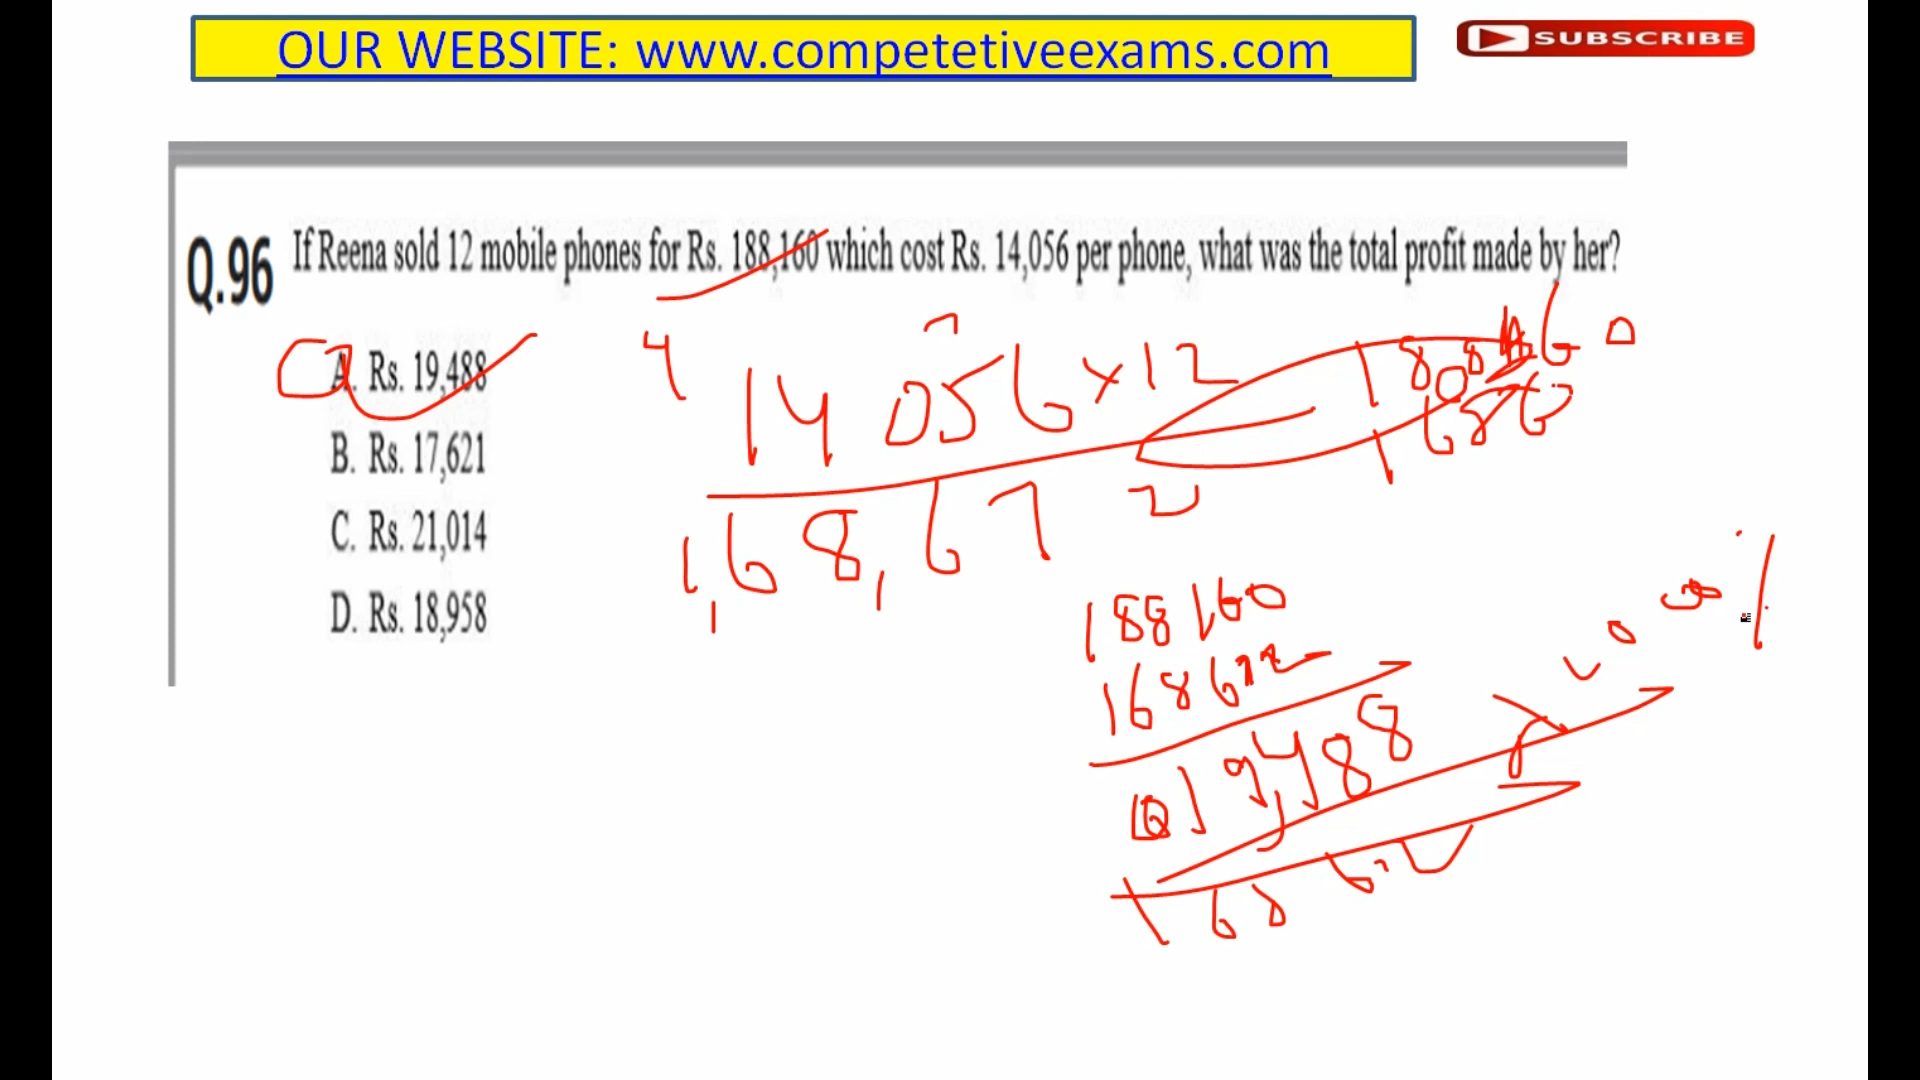 OUR WEBSITE: www.competetiveexams.com
SUBSCRIBE
Q.96 If Reena sold 12 mobile phones for Rs. 188,160 which cost Rs. 14,056 per phone, what was the total profit made by her?
A. Rs. 19,488
B. Rs. 17,621
C. Rs. 21,014
D. Rs. 18,958
14056×12
1,68,672
188160
168672
19,488